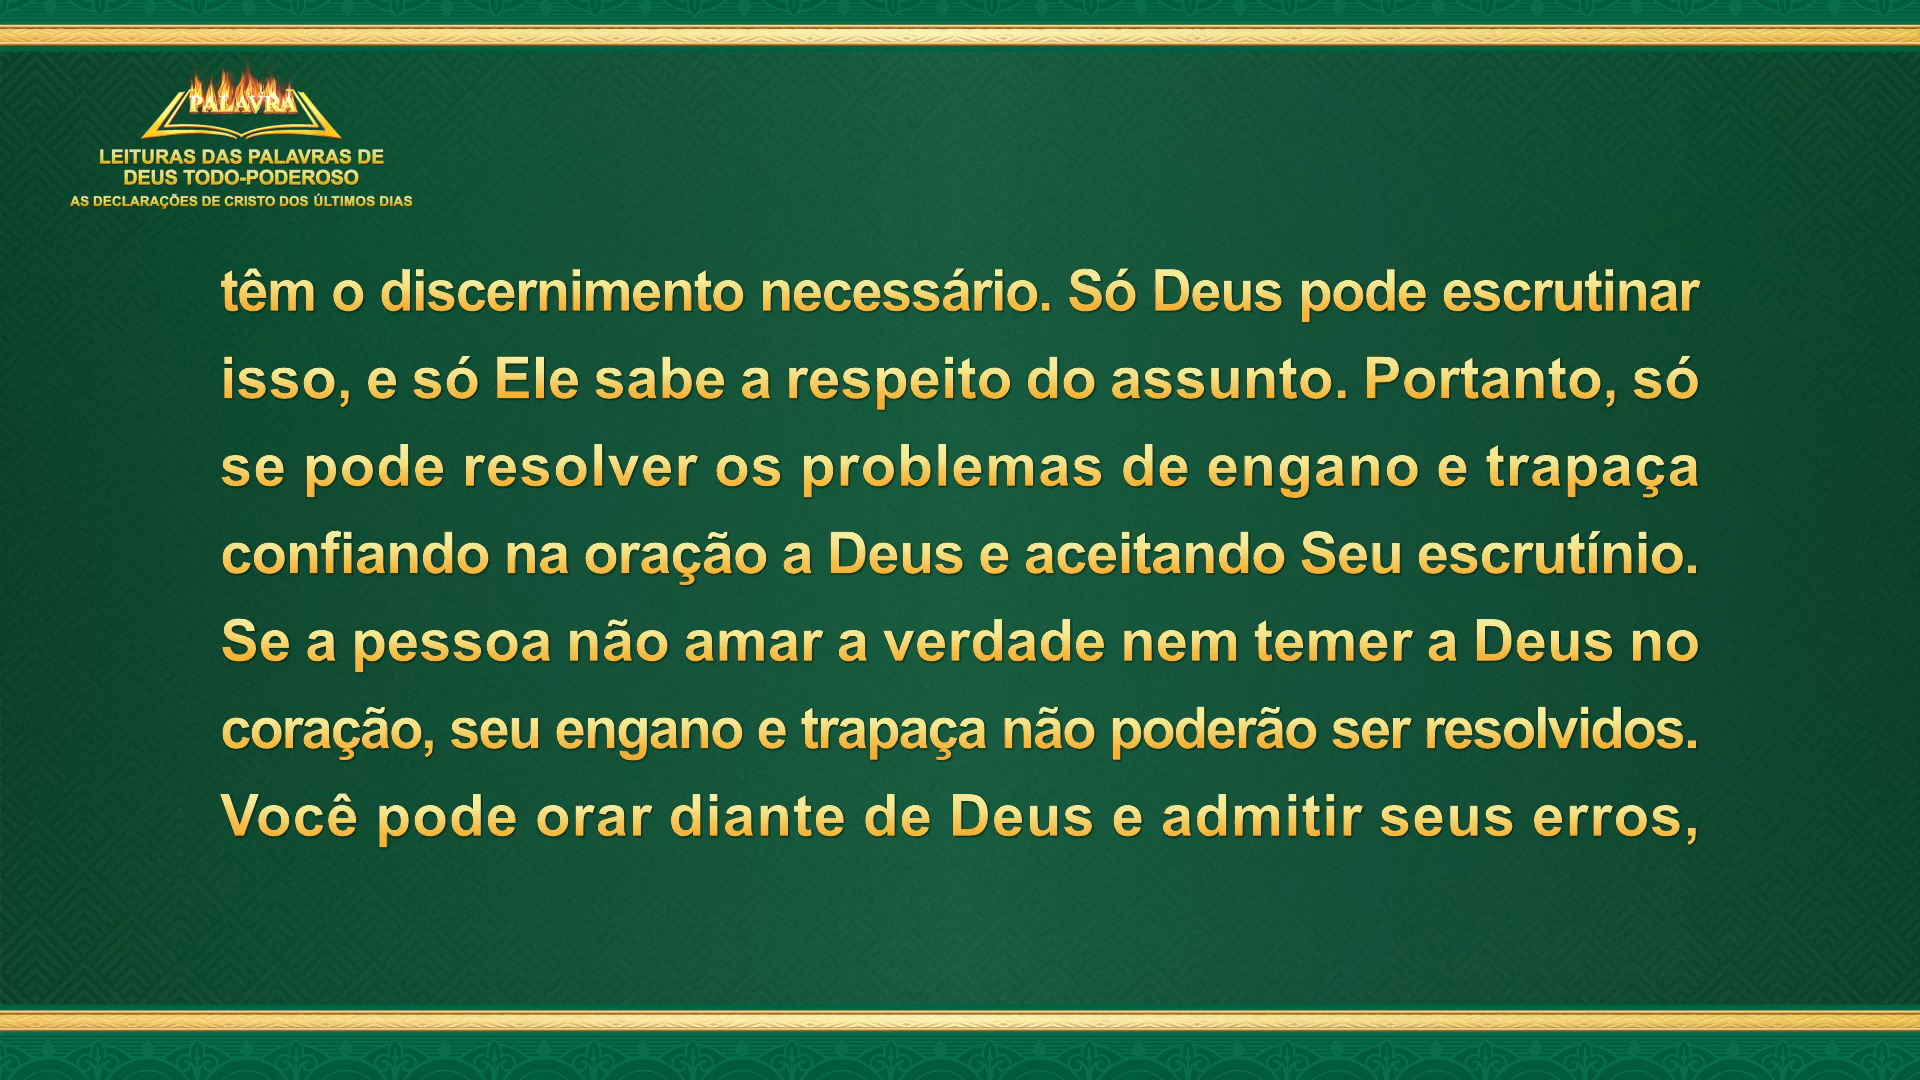 PALAVRA
LEITURAS DAS PALAVRAS DE
DEUS TODO-PODEROSO
AS DECLARAÇÕES DE CRISTO DOS ÚLTIMOS DIAS
têm o discernimento necessário. Só Deus pode escrutinar
isso, e só Ele sabe a respeito do assunto. Portanto, só
se pode resolver os problemas de engano e trapaça
confiando na oração a Deus e aceitando Seu escrutínio.
Se a pessoa não amar a verdade nem temer a Deus no
coração, seu engano e trapaça não poderão ser resolvidos.
Você pode orar diante de Deus e admitir seus erros,